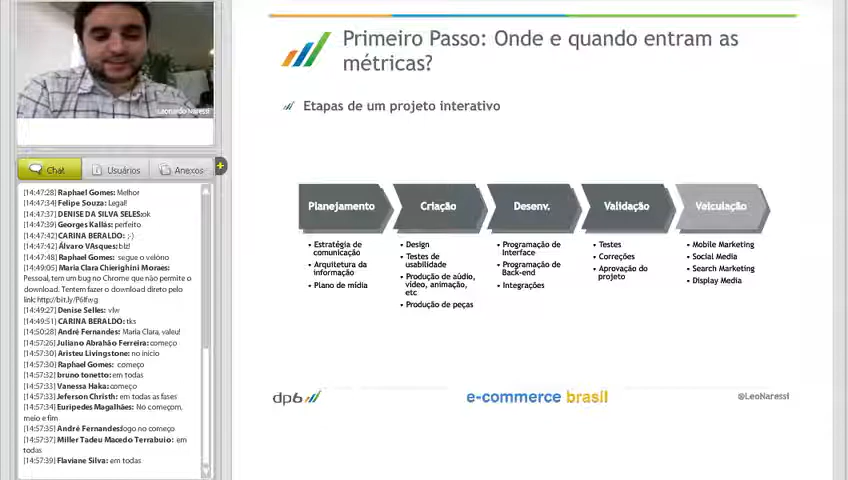 Leonardo Naressi
Chat
Usuários
Anexos
[14:47:28] Raphael Gomes: Melhor
[14:47:34] Felipe Souza: Legal!
[14:47:37] DENISE DA SILVA SELES:ok
[14:47:39] Georges Kallás: perfeito
[14:47:42] CARINA BERALDO: ;-)
[14:47:42] Álvaro VAsques: blz!
[14:47:48] Raphael Gomes: segue o velório
[14:49:05] Maria Clara Chierighini Moraes:
Pessoal, tem um bug no Chrome que não permite o
download. Tentem fazer o download direto pelo
[14:49:27] Denise Selles: vlw
[14:49:51] CARINA BERALDO: tks
[14:50:28] André Fernandes: Maria Clara, valeu!
[14:57:26] Juliano Abrahão Ferreira: começo
[14:57:30] Aristeu Livingstone: no inicio
[14:57:30] Raphael Gomes: começo
[14:57:32] bruno tonetto: em todas
[14:57:33] Vanessa Haka: começo
[14:57:33] Jeferson Christh: em todas as fases
[14:57:34] Euripedes Magalhães: No começom,
meio e fim
[14:57:35] André Fernandes:logo no começo
[14:57:37] Miller Tadeu Macedo Terrabuio: em
todas
[14:57:39] Flaviane Silva: em todas
Primeiro Passo: Onde e quando entram as
métricas?
Etapas de um projeto interativo
Planejamento
• Estratégia de
comunicação
• Arquitetura da
informação
• Plano de mídia
Criação
• Design
• Testes de
usabilidade
• Produção de aúdio,
vídeo, animação,
etc
• Produção de peças
Desenv.
• Programação de
Interface
• Programação de
Back-end
• Integrações
Validação
• Testes
• Correções
• Aprovação do
projeto
Veiculação
• Mobile Marketing
• Social Media
• Search Marketing
• Display Media
dp6
e-commerce brasil
@LeoNaressi